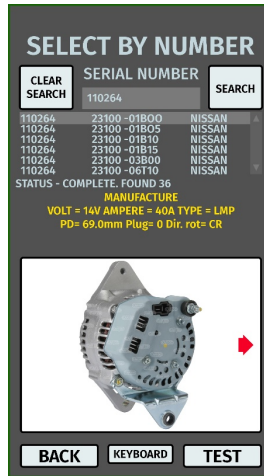 SELECT BY NUMBER
CLEAR SEARCH
SERIAL NUMBER
110264
SEARCH
110264 23100 -01BOO NISSAN
110264 23100 -01BO5 NISSAN
110264 23100 -01B10 NISSAN
110264 23100 -01B15 NISSAN
110264 23100 -03B00 NISSAN
110264 23100 -06T10 NISSAN
STATUS - COMPLETE. FOUND 36
MANUFACTURE
VOLT = 14V AMPERE = 40A TYPE = LMP
PD= 69.0mm Plug= 0 Dir. rot= CR
BACK
KEYBOARD
TEST